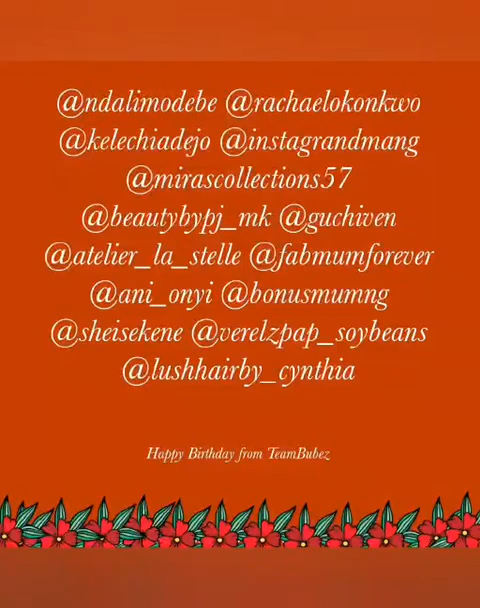 @ndalimodebe @rachaelokonkwo
@kelechiadejo @instagrandmang
@mirascollections57
@beautybypj_mk @guchiven
@atelier_la_stelle @fabmumforever
@ani_onyi @bonusmumng
@sheisekene @verelzpap_soybeans
@lushhairby_cynthia
Happy Birthday from TeamBubez